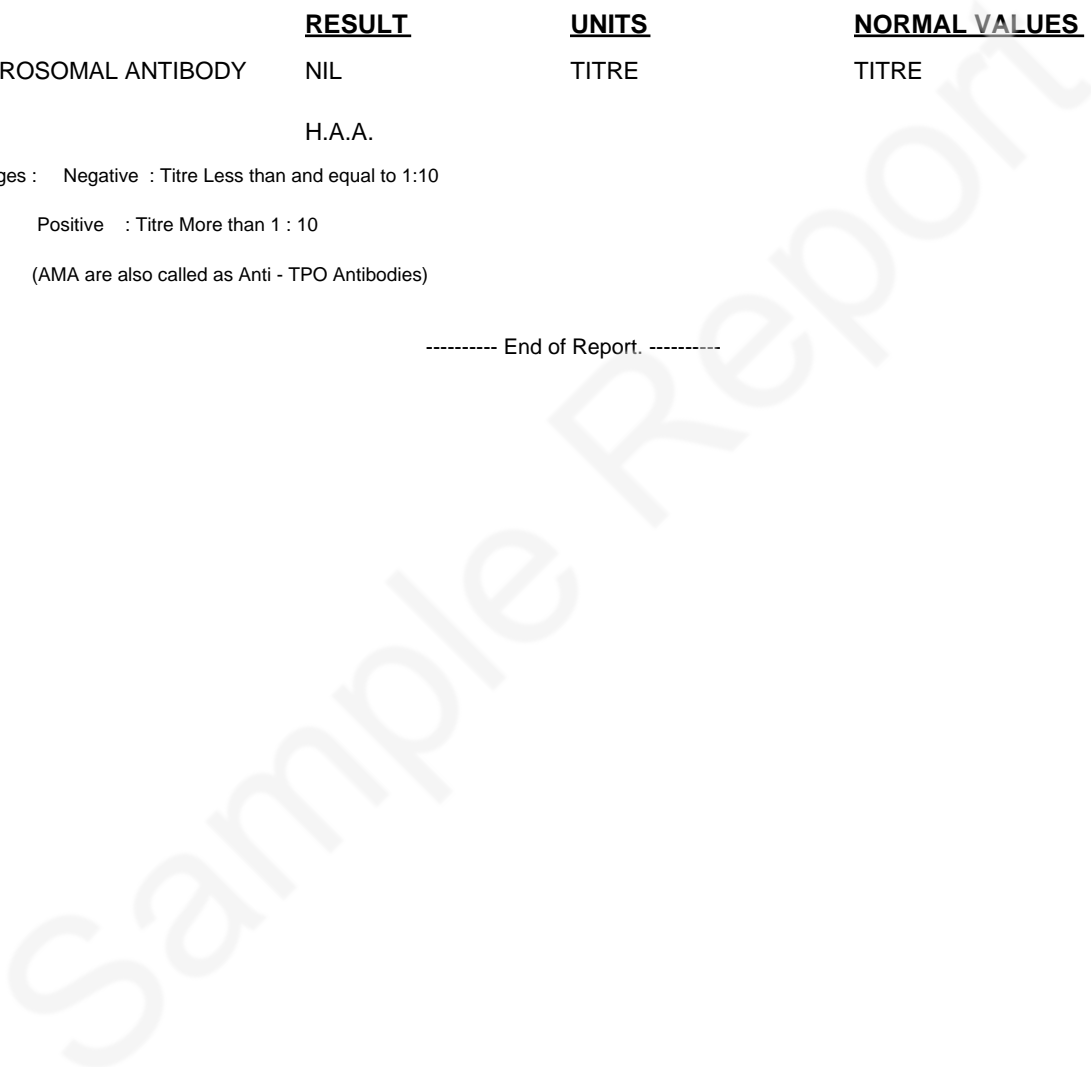 RESULT UNITS NORMAL VALUES
ROSOMAL ANTIBODY NIL TITRE TITRE
H.A.A.
ges : Negative : Titre Less than and equal to 1:10
Positive : Titre More than 1 : 10
(AMA are also called as Anti - TPO Antibodies)
---------- End of Report. ----------
Sample Report